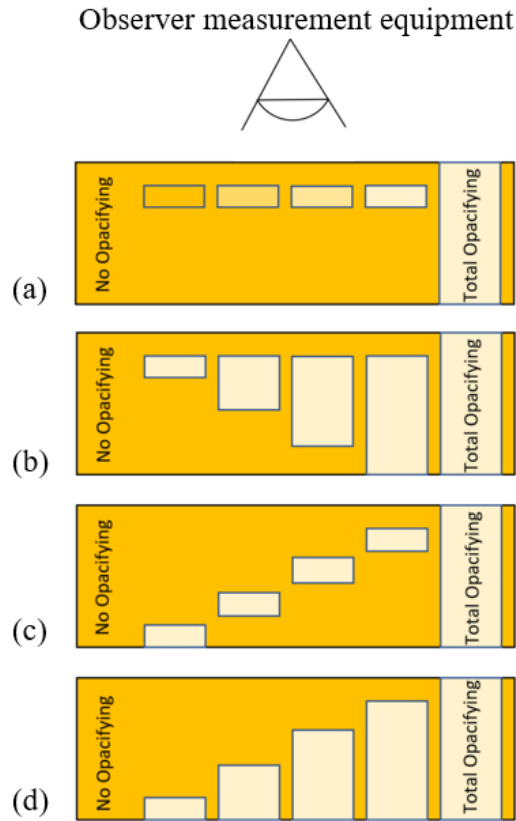 Observer measurement equipment
No Opacifying
Total Opacifying
(a)
No Opacifying
Total Opacifying
(b)
No Opacifying
Total Opacifying
(c)
No Opacifying
Total Opacifying
(d)